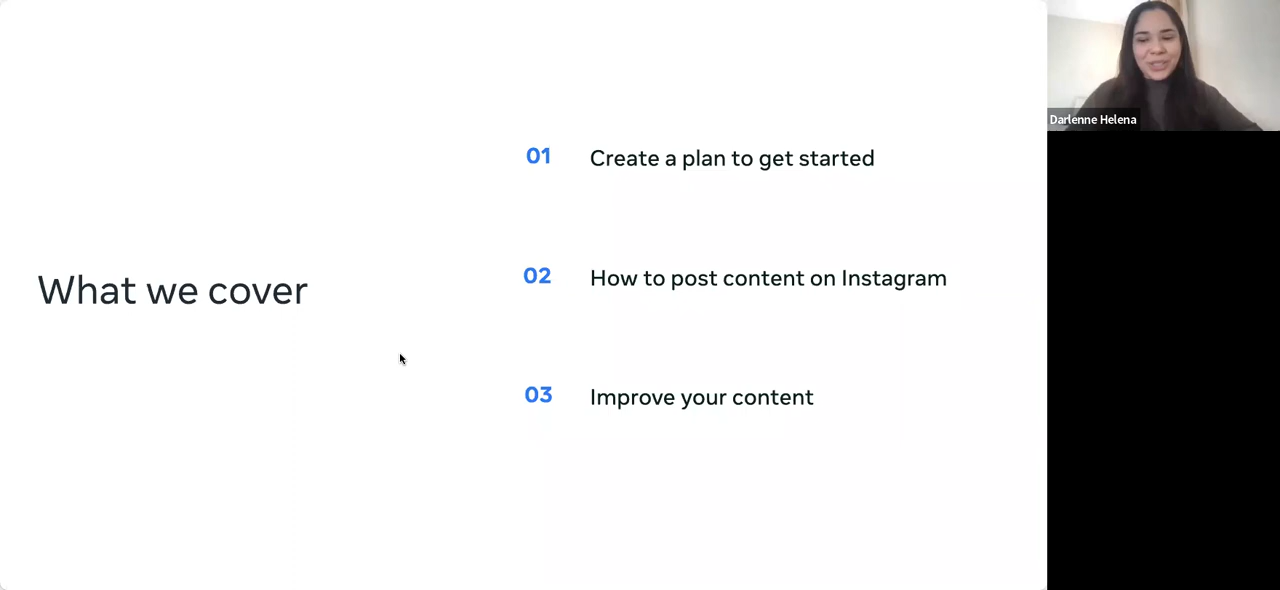 What we cover
01 Create a plan to get started
02 How to post content on Instagram
03 Improve your content
Darlenne Helena